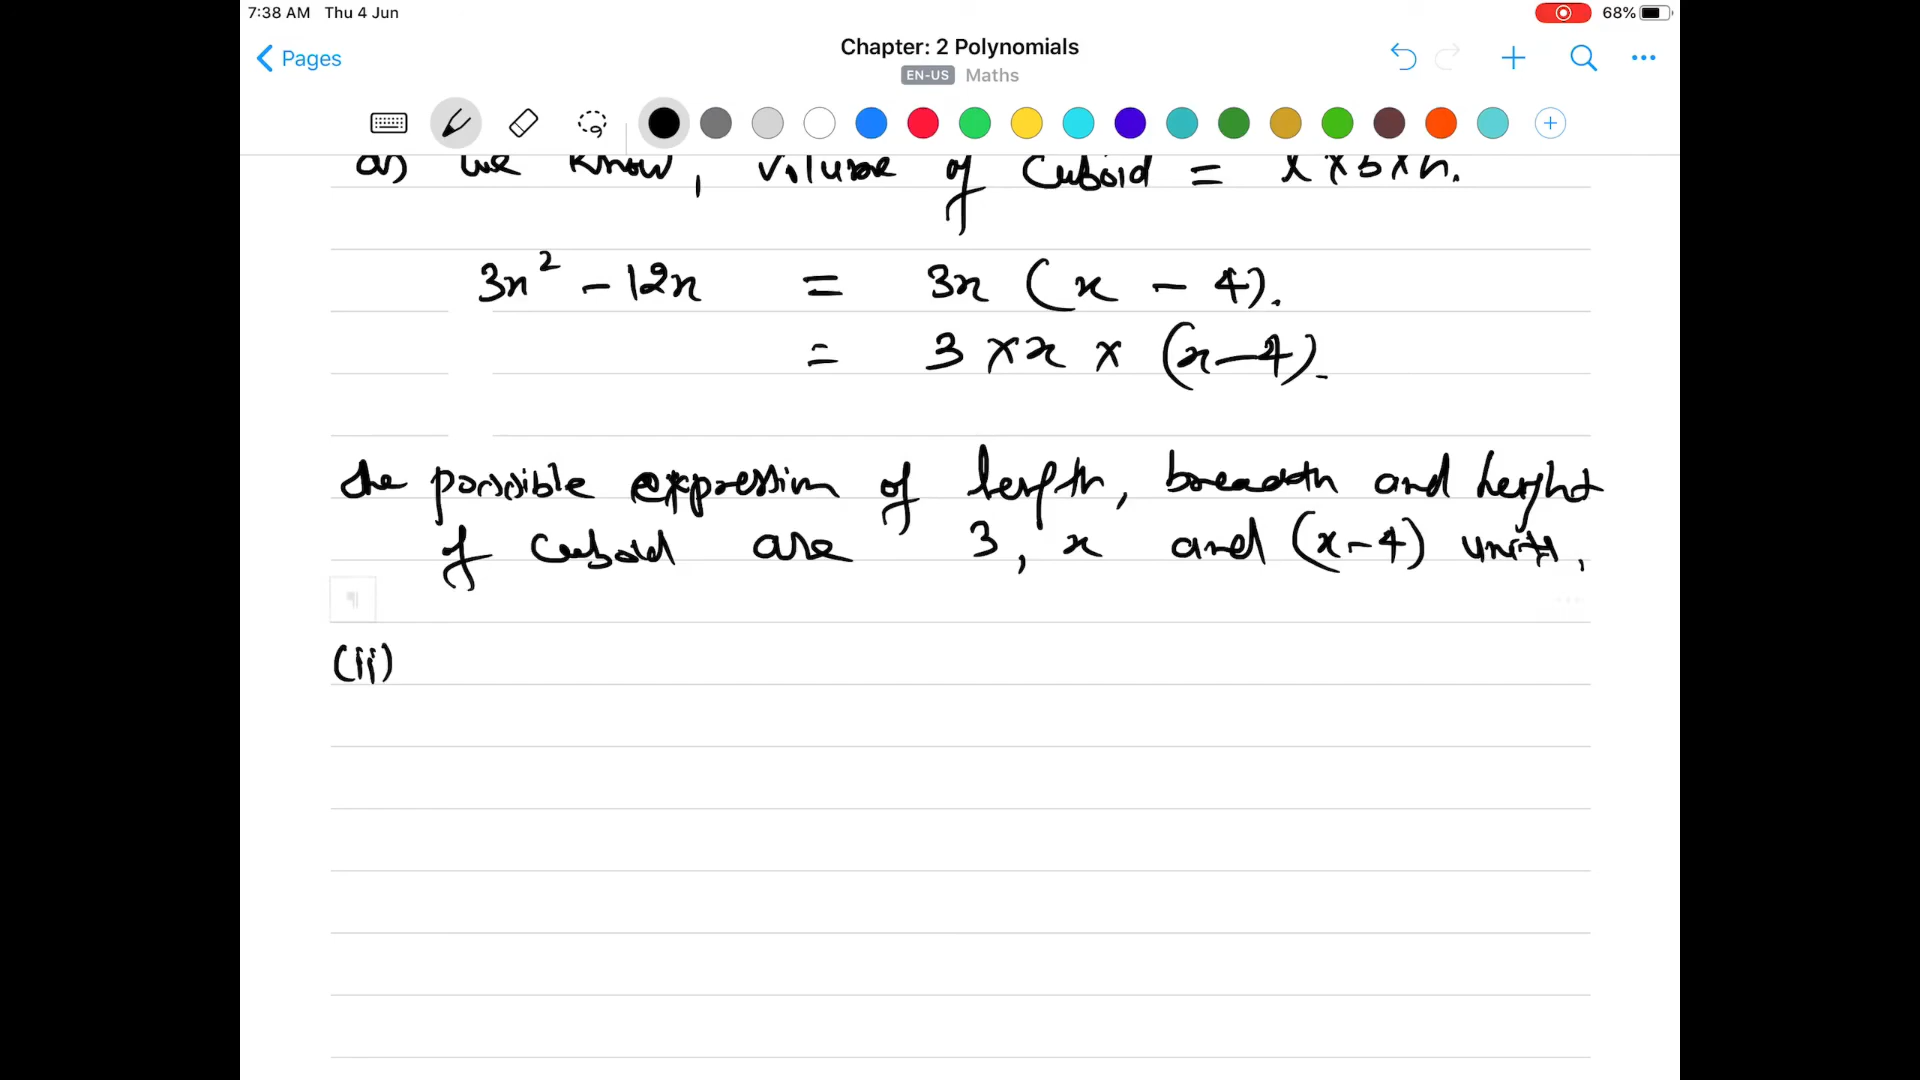 7:38 AM Thu 4 Jun 68%
Pages
Chapter: 2 Polynomials
EN-US Maths
as we know, volume of Cuboid = l × b × h.
3x² - 12x = 3x (x - 4).
= 3 × x × (x-4).
the possible expression of length, breadth and height
of Cuboid are 3, x and (x-4) units.
(ii)